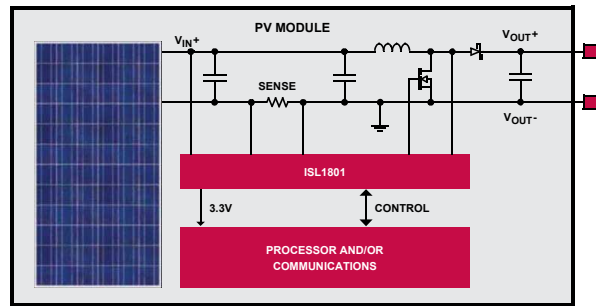 PV MODULE
VIN+
VOUT+
SENSE
VOUT-
ISL1801
3.3V
CONTROL
PROCESSOR AND/OR
COMMUNICATIONS